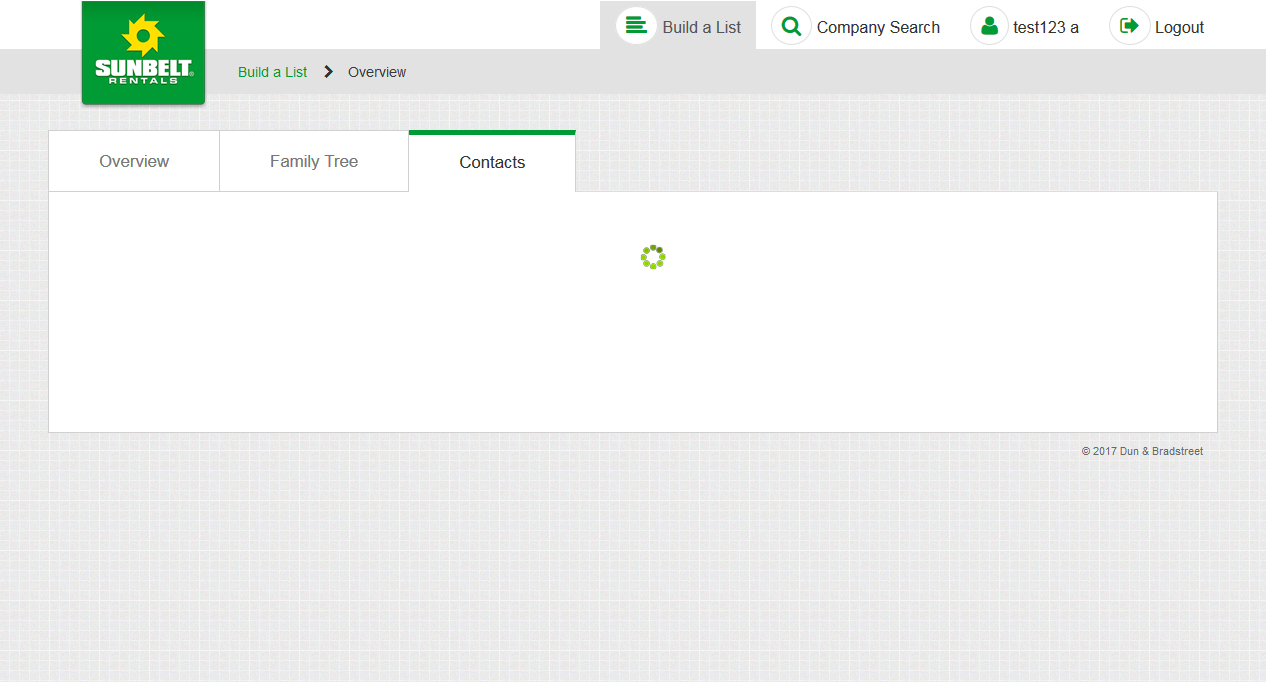 Build a List
Company Search
test123 a
Logout
SUNBELT®
RENTALS
Build a List
Overview
Overview
Family Tree
Contacts
© 2017 Dun & Bradstreet